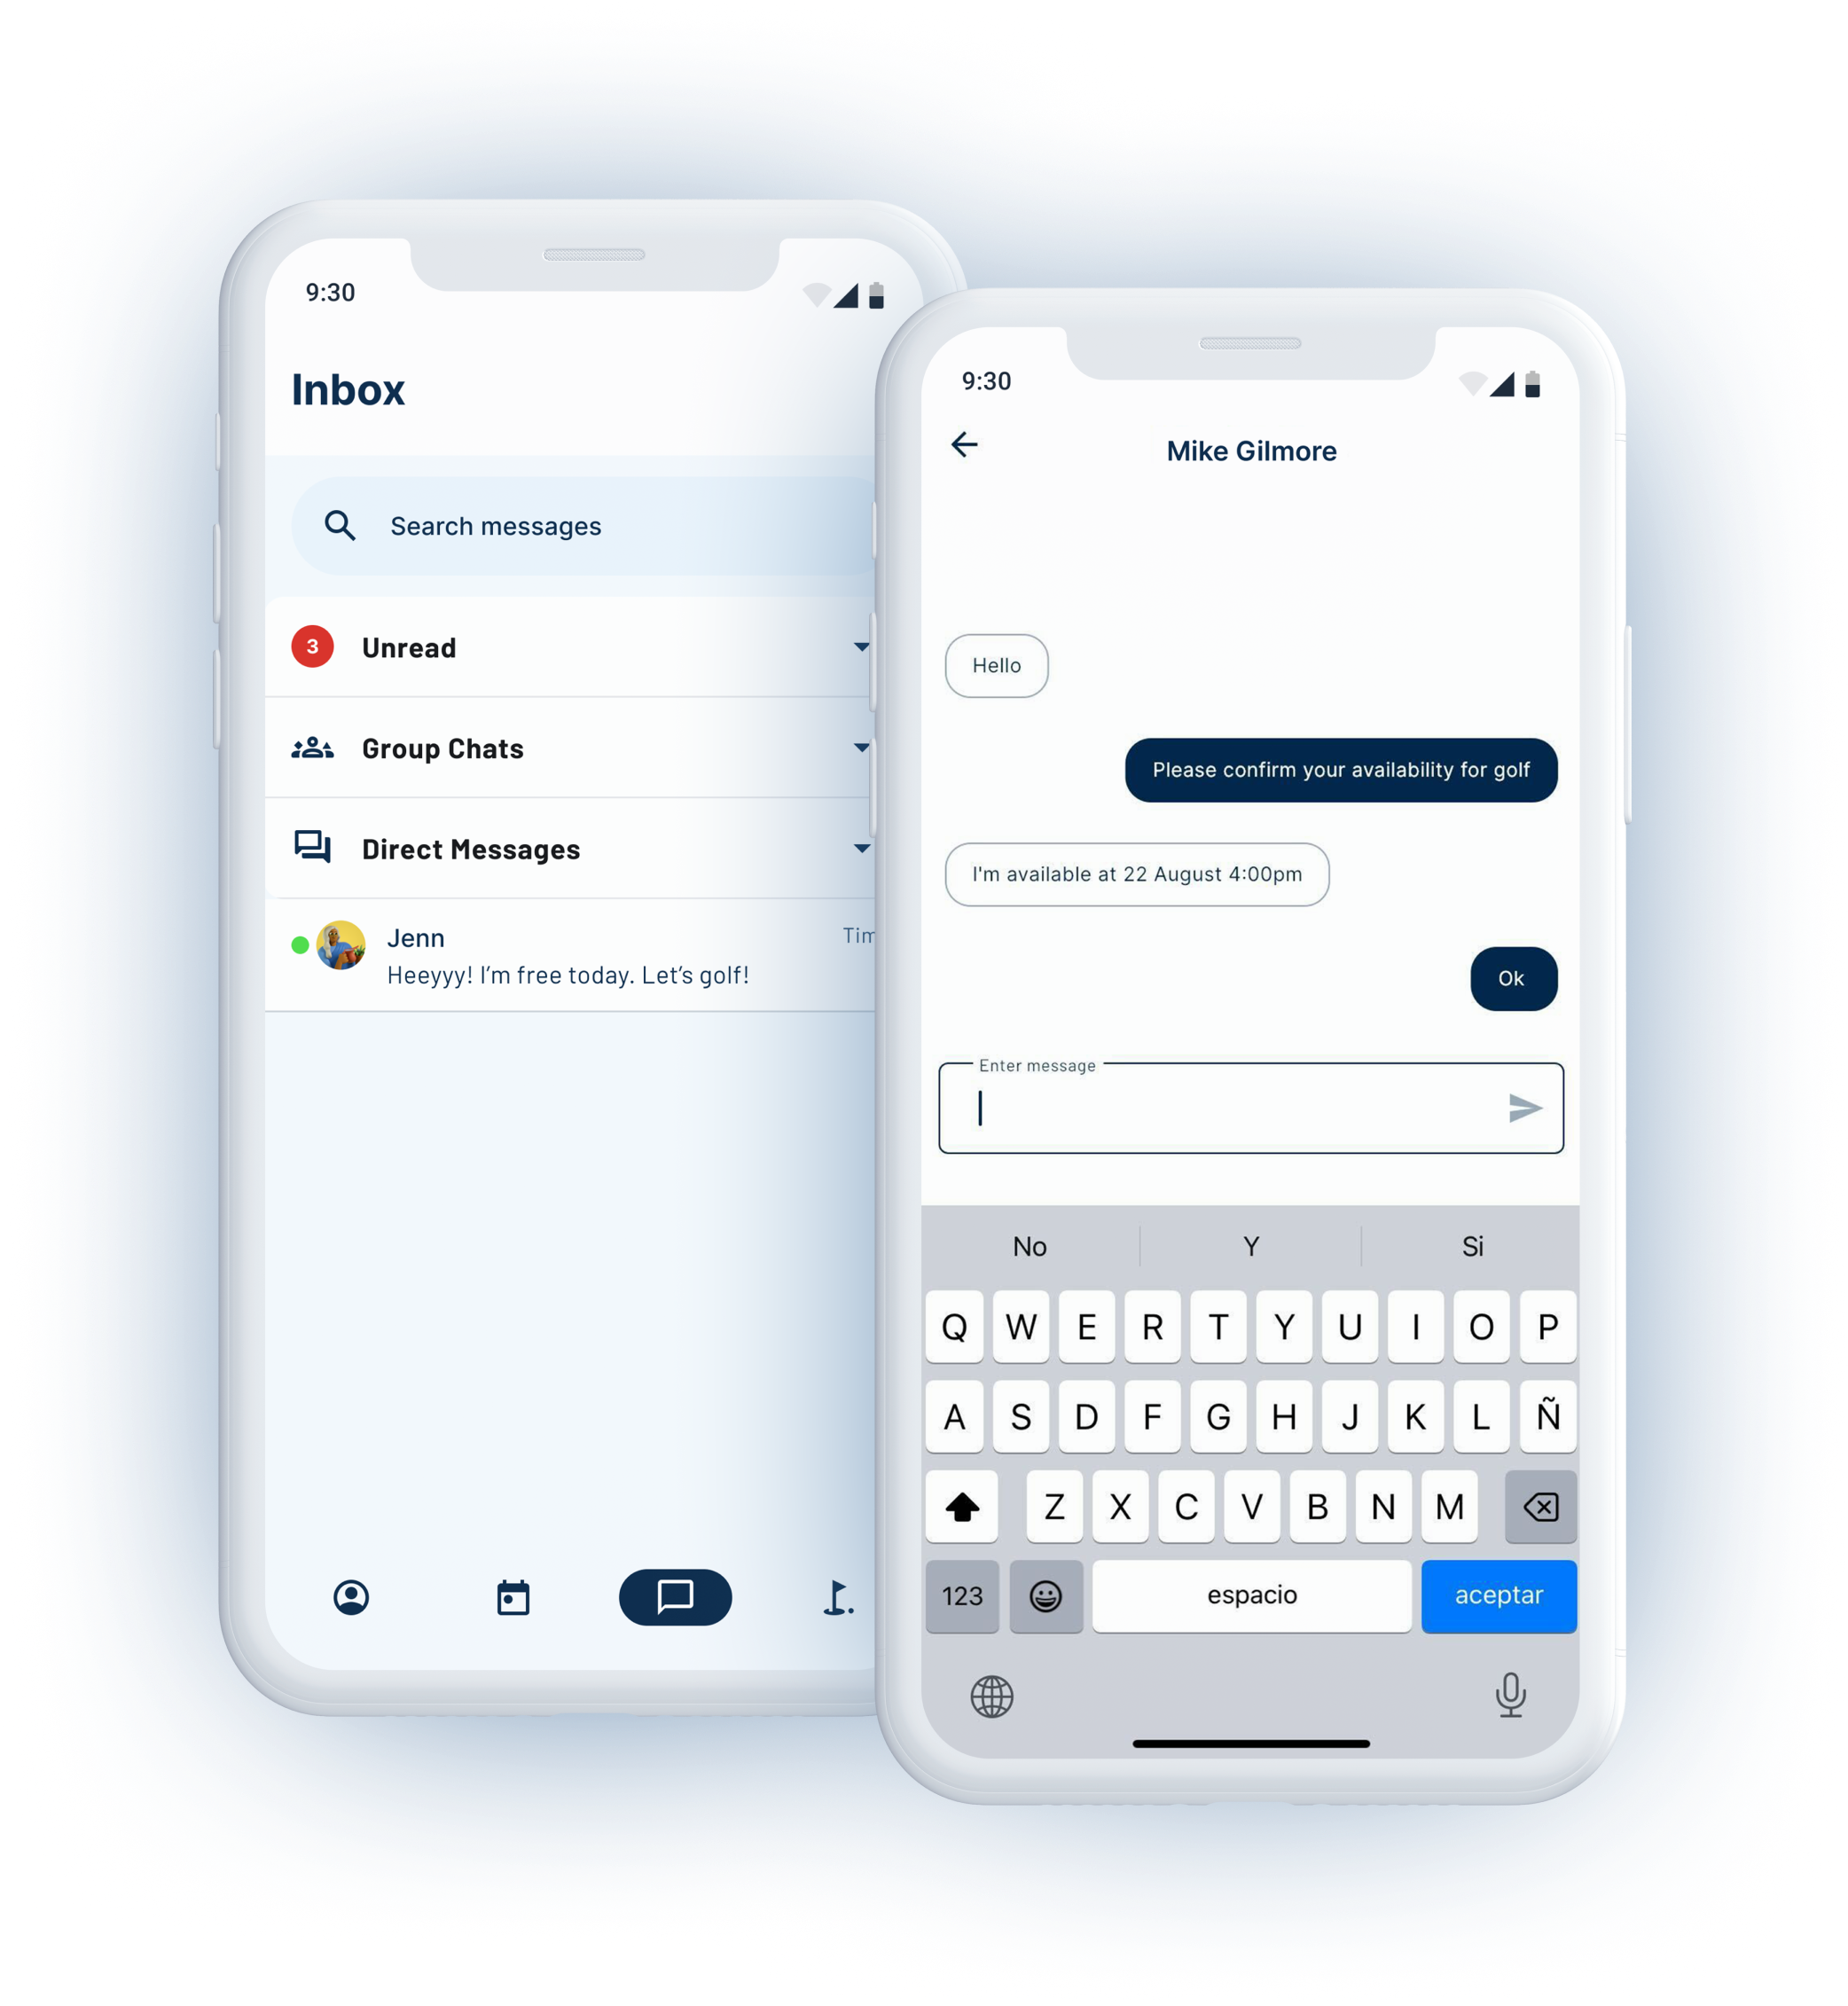 9:30
Inbox
Search messages
3 Unread
Group Chats
Direct Messages
Jenn
Heeyyy! I’m free today. Let’s golf!
9:30
Mike Gilmore
Hello
Please confirm your availability for golf
I'm available at 22 August 4:00pm
Ok
Enter message
No Y Si
Q W E R T Y U I O P
A S D F G H J K L Ñ
Z X C V B N M
123 espacio aceptar